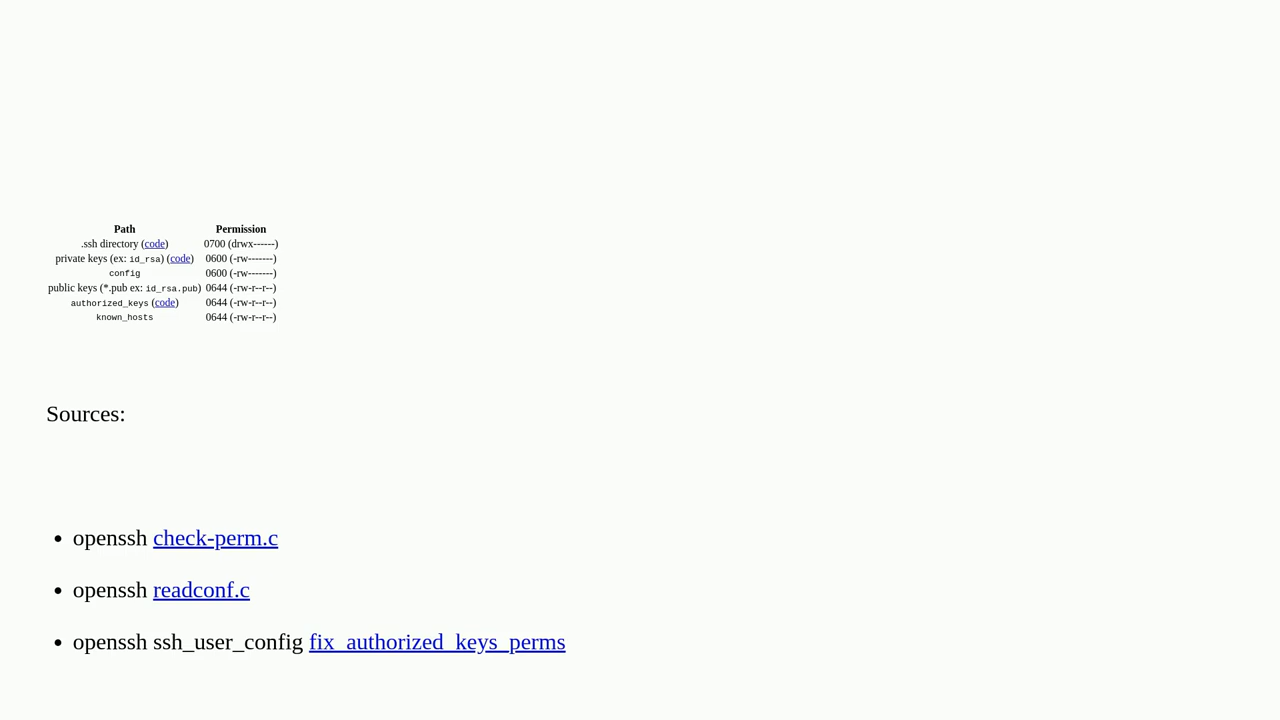 Path Permission
.ssh directory (code) 0700 (drwx------)
private keys (ex: id_rsa) (code) 0600 (-rw-------)
config 0600 (-rw-------)
public keys (*.pub ex: id_rsa.pub) 0644 (-rw-r--r--)
authorized_keys (code) 0644 (-rw-r--r--)
known_hosts 0644 (-rw-r--r--)
Sources:
• openssh check-perm.c
• openssh readconf.c
• openssh ssh_user_config fix_authorized_keys_perms